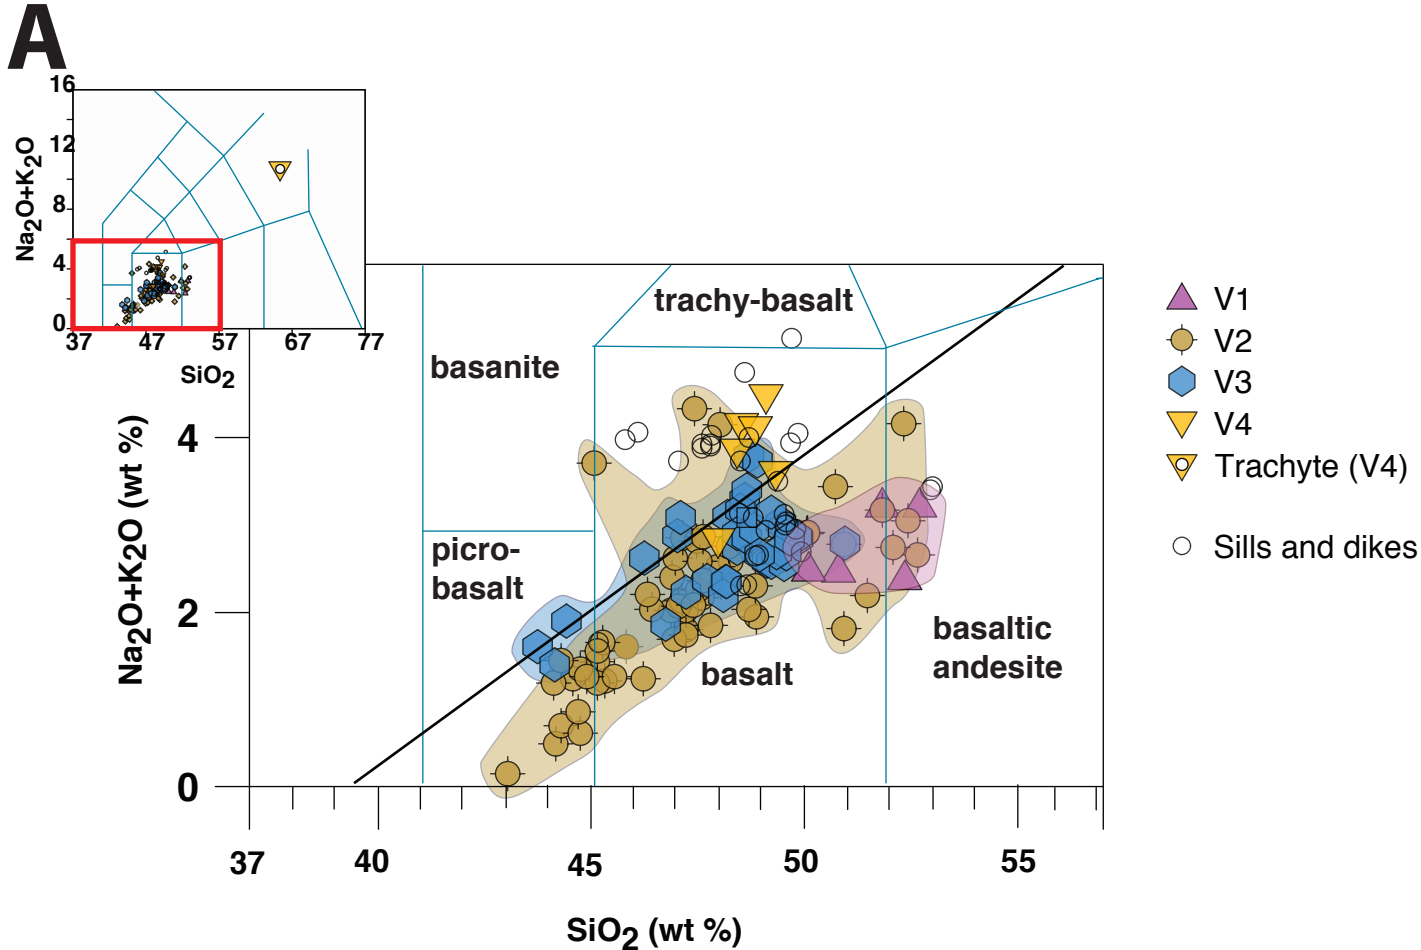 A
16
12
8
4
0
Na2O+K2O
37 47 57 67 77
SiO2
trachy-basalt
basanite
picro-
basalt
basalt
basaltic
andesite
4
2
0
Na2O+K2O (wt %)
37 40 45 50 55
SiO2 (wt %)
V1
V2
V3
V4
Trachyte (V4)
Sills and dikes